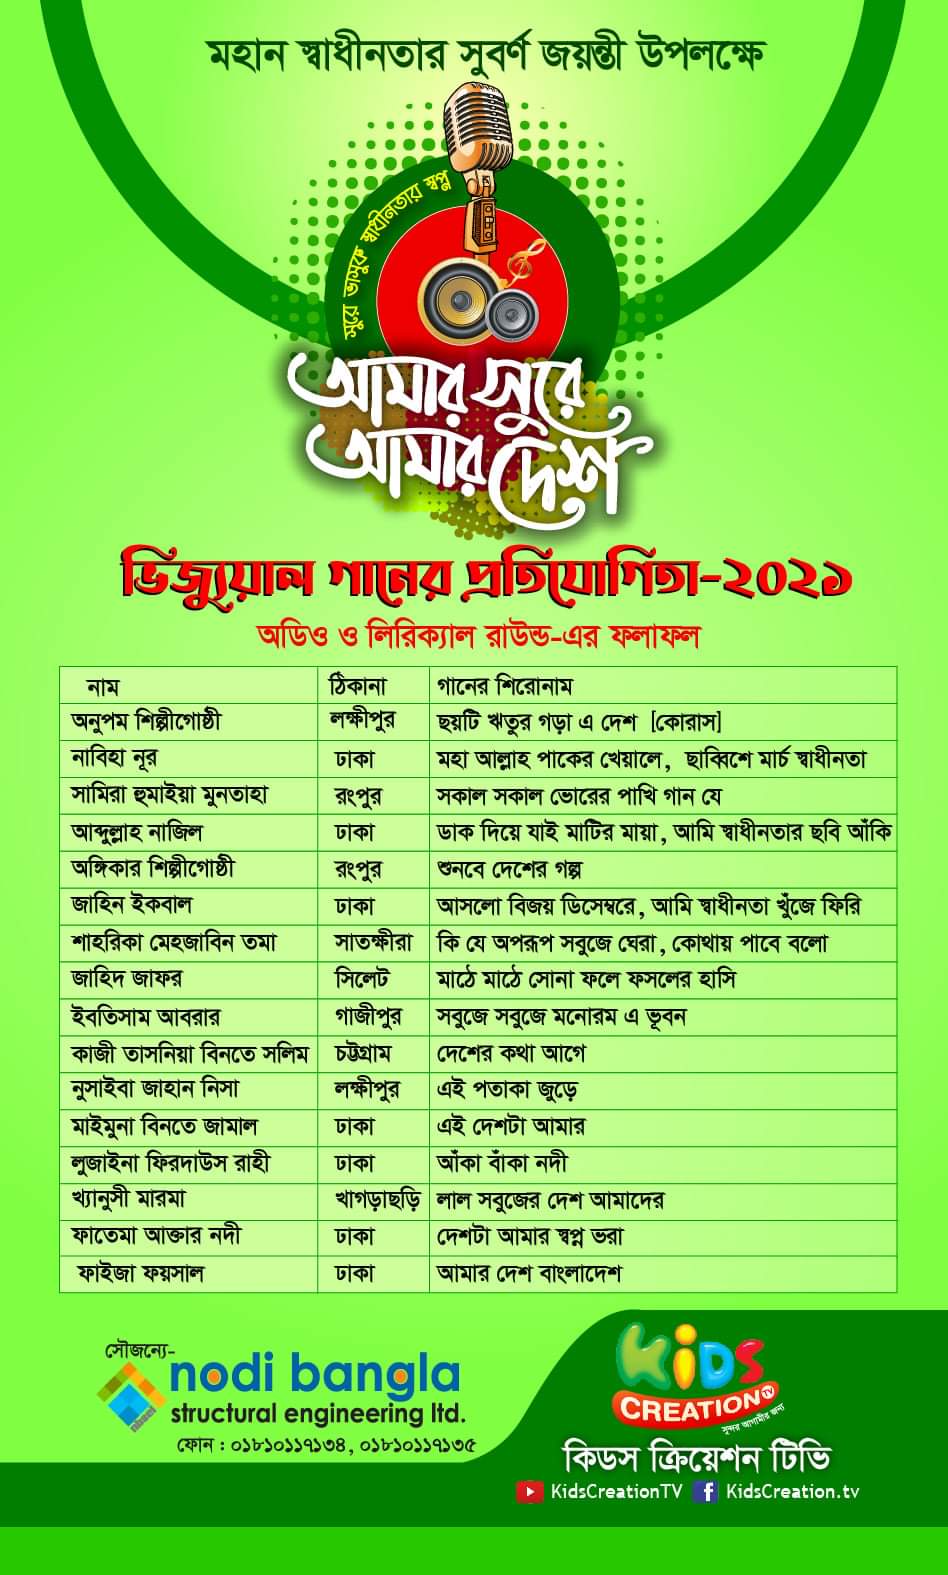 মহান স্বাধীনতার সুবর্ণ জয়ন্তী উপলক্ষে
সুরে ভাসুক স্বাধীনতার স্বপ্ন
আমার সুরে
আমার দেশ
ভিজ্যুয়াল গানের প্রতিযোগিতা-২০২১
অডিও ও লিরিক্যাল রাউন্ড-এর ফলাফল
নাম ঠিকানা গানের শিরোনাম
অনুপম শিল্পীগোষ্ঠী লক্ষীপুর ছয়টি ঋতুর গড়া এ দেশ [কোরাস]
নাবিহা নূর ঢাকা মহা আল্লাহ পাকের খেয়ালে, ছাব্বিশে মার্চ স্বাধীনতা
সামিরা হুমাইয়া মুনতাহা রংপুর সকাল সকাল ভোরের পাখি গান যে
আব্দুল্লাহ নাজিল ঢাকা ডাক দিয়ে যাই মাটির মায়া, আমি স্বাধীনতার ছবি আঁকি
অঙ্গিকার শিল্পীগোষ্ঠী রংপুর শুনবে দেশের গল্প
জাহিন ইকবাল ঢাকা আসলো বিজয় ডিসেম্বরে, আমি স্বাধীনতা খুঁজে ফিরি
শাহরিকা মেহজাবিন তমা সাতক্ষীরা কি যে অপরূপ সবুজে ঘেরা, কোথায় পাবে বলো
জাহিদ জাফর সিলেট মাঠে মাঠে সোনা ফলে ফসলের হাসি
ইবতিসাম আবরার গাজীপুর সবুজে সবুজে মনোরম এ ভূবন
কাজী তাসনিয়া বিনতে সলিম চট্টগ্রাম দেশের কথা আগে
নুসাইবা জাহান নিসা লক্ষীপুর এই পতাকা জুড়ে
মাইমুনা বিনতে জামাল ঢাকা এই দেশটা আমার
লুজাইনা ফিরদাউস রাহী ঢাকা আঁকা বাঁকা নদী
খ্যানুসী মারমা খাগড়াছড়ি লাল সবুজের দেশ আমাদের
ফাতেমা আক্তার নদী ঢাকা দেশটা আমার স্বপ্ন ভরা
ফাইজা ফয়সাল ঢাকা আমার দেশ বাংলাদেশ
সৌজন্যে-
nodi bangla
structural engineering ltd.
nbsel
ফোন : ০১৮১০১১৭১৩৪, ০১৮১০১১৭১৩৫
KiDS
CREATION TV
সুন্দর আগামীর জন্য
কিডস ক্রিয়েশন টিভি
KidsCreationTV KidsCreation.tv